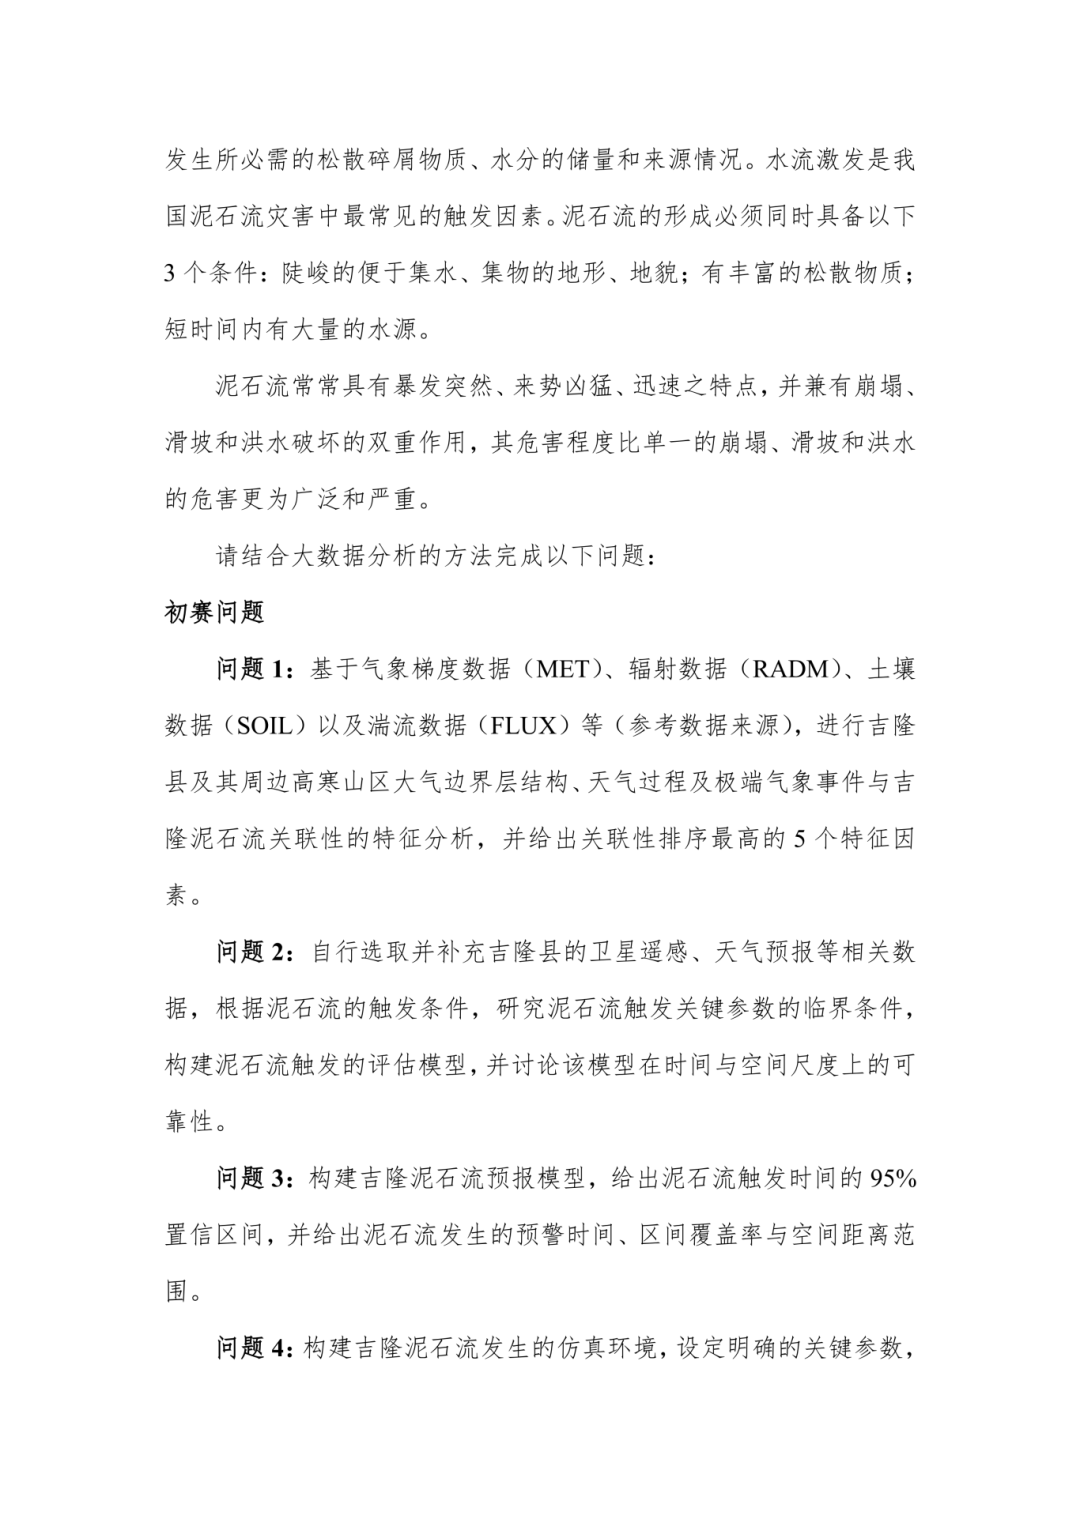 发生所必需的松散碎屑物质、水分的储量和来源情况。水流激发是我
国泥石流灾害中最常见的触发因素。泥石流的形成必须同时具备以下
3 个条件：陡峻的便于集水、集物的地形、地貌；有丰富的松散物质；
短时间内有大量的水源。
泥石流常常具有暴发突然、来势凶猛、迅速之特点，并兼有崩塌、
滑坡和洪水破坏的双重作用，其危害程度比单一的崩塌、滑坡和洪水
的危害更为广泛和严重。
请结合大数据分析的方法完成以下问题：
初赛问题
问题 1：基于气象梯度数据（MET）、辐射数据（RADM）、土壤
数据（SOIL）以及湍流数据（FLUX）等（参考数据来源），进行吉隆
县及其周边高寒山区大气边界层结构、天气过程及极端气象事件与吉
隆泥石流关联性的特征分析，并给出关联性排序最高的 5 个特征因
素。
问题 2：自行选取并补充吉隆县的卫星遥感、天气预报等相关数
据，根据泥石流的触发条件，研究泥石流触发关键参数的临界条件，
构建泥石流触发的评估模型，并讨论该模型在时间与空间尺度上的可
靠性。
问题 3：构建吉隆泥石流预报模型，给出泥石流触发时间的 95%
置信区间，并给出泥石流发生的预警时间、区间覆盖率与空间距离范
围。
问题 4：构建吉隆泥石流发生的仿真环境，设定明确的关键参数，